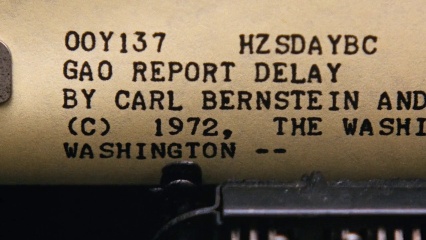 OOY137 HZSDAYBC
GAO REPORT DELAY
BY CARL BERNSTEIN AND
(C) 1972, THE WASHI
WASHINGTON --